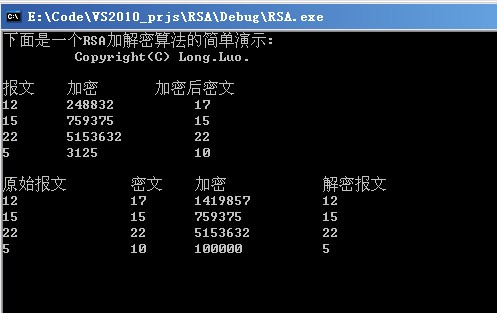 E:\Code\VS2010_prjs\RSA\Debug\RSA.exe
下面是一个RSA加解密算法的简单演示:
Copyright(C) Long.Luo.
报文 加密 加密后密文
12 248832 17
15 759375 15
22 5153632 22
5 3125 10
原始报文 密文 加密 解密报文
12 17 1419857 12
15 15 759375 15
22 22 5153632 22
5 10 100000 5